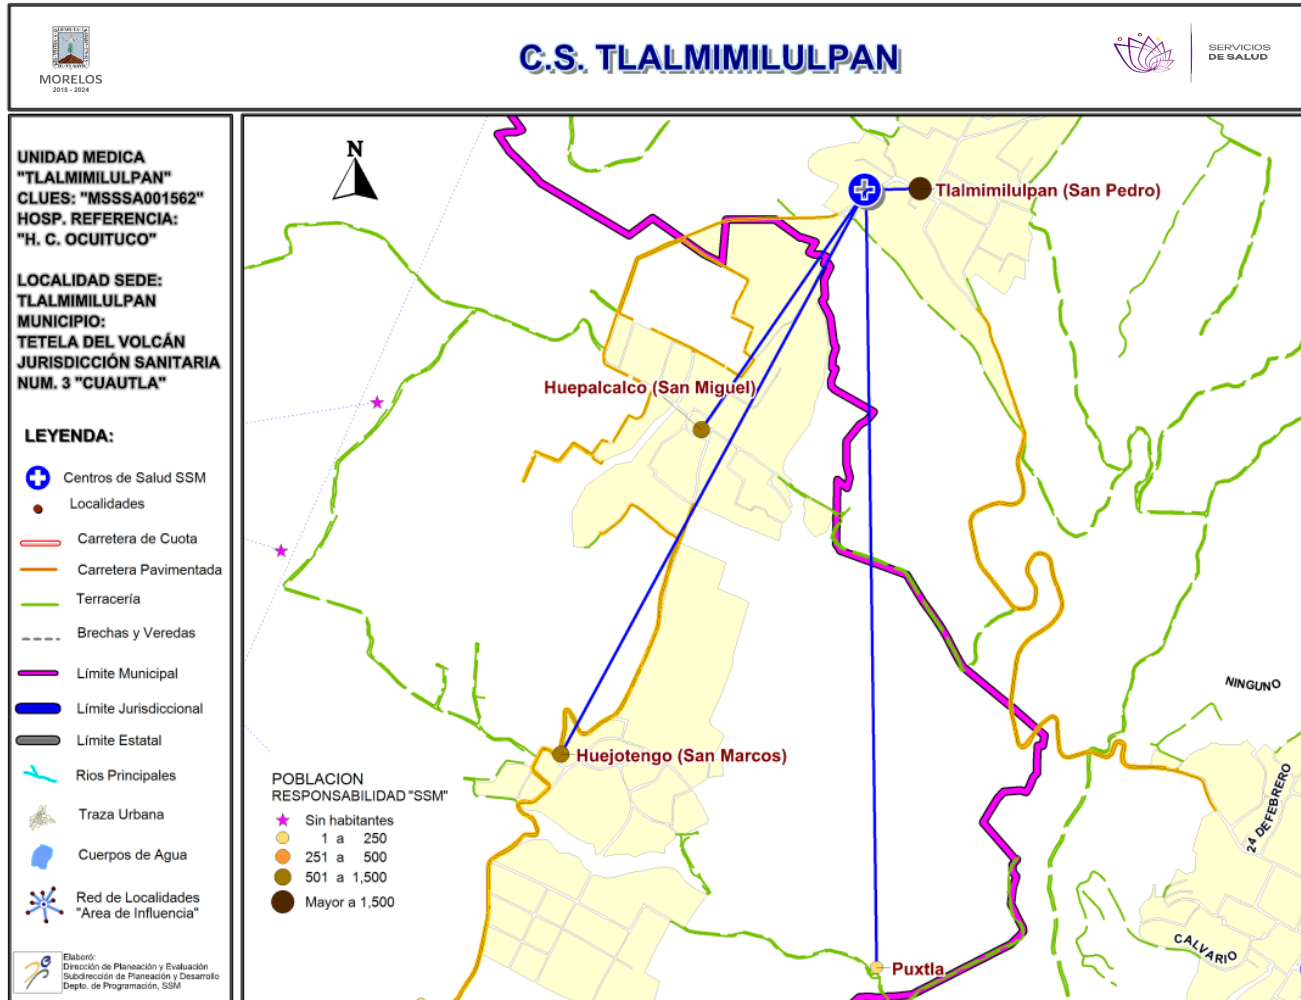 MORELOS
2018 - 2024
C.S. TLALMIMILULPAN
SERVICIOS
DE SALUD
UNIDAD MEDICA
"TLALMIMILULPAN"
CLUES: "MSSSA001562"
HOSP. REFERENCIA:
"H. C. OCUITUCO"
LOCALIDAD SEDE:
TLALMIMILULPAN
MUNICIPIO:
TETELA DEL VOLCÁN
JURISDICCIÓN SANITARIA
NUM. 3 "CUAUTLA"
LEYENDA:
Centros de Salud SSM
Localidades
Carretera de Cuota
Carretera Pavimentada
Terracería
Brechas y Veredas
Límite Municipal
Límite Jurisdiccional
Límite Estatal
Rios Principales
Traza Urbana
Cuerpos de Agua
Red de Localidades
"Area de Influencia"
Elaboró:
Dirección de Planeación y Evaluación
Subdirección de Planeación y Desarrollo
Depto. de Programación, SSM
N
Tlalmimilulpan (San Pedro)
Huepalcalco (San Miguel)
Huejotengo (San Marcos)
Puxtla
NINGUNO
24 DE FEBRERO
CALVARIO
POBLACION
RESPONSABILIDAD "SSM"
Sin habitantes
1 a 250
251 a 500
501 a 1,500
Mayor a 1,500